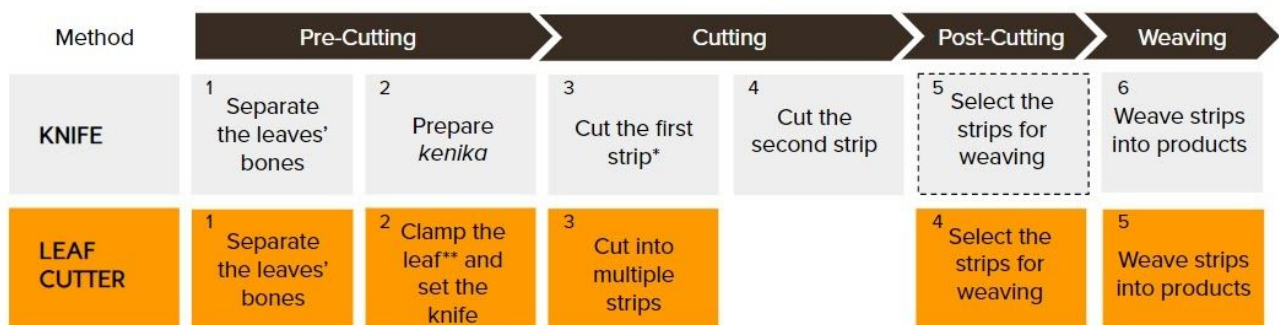 Method
Pre-Cutting
Cutting
Post-Cutting
Weaving
KNIFE
1
Separate
the leaves'
bones
2
Prepare
kenika
3
Cut the first
strip*
4
Cut the
second strip
5
Select the
strips for
weaving
6
Weave strips
into products
LEAF
CUTTER
1
Separate
the leaves'
bones
2
Clamp the
leaf** and
set the
knife
3
Cut into
multiple
strips
4
Select the
strips for
weaving
5
Weave strips
into products